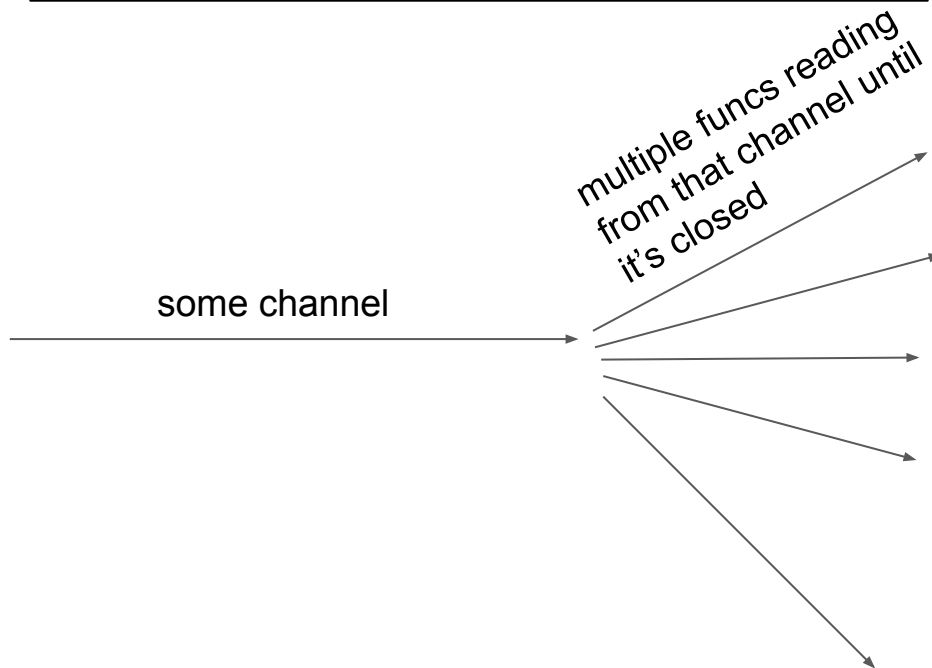 some channel
multiple funcs reading
from that channel until
it's closed